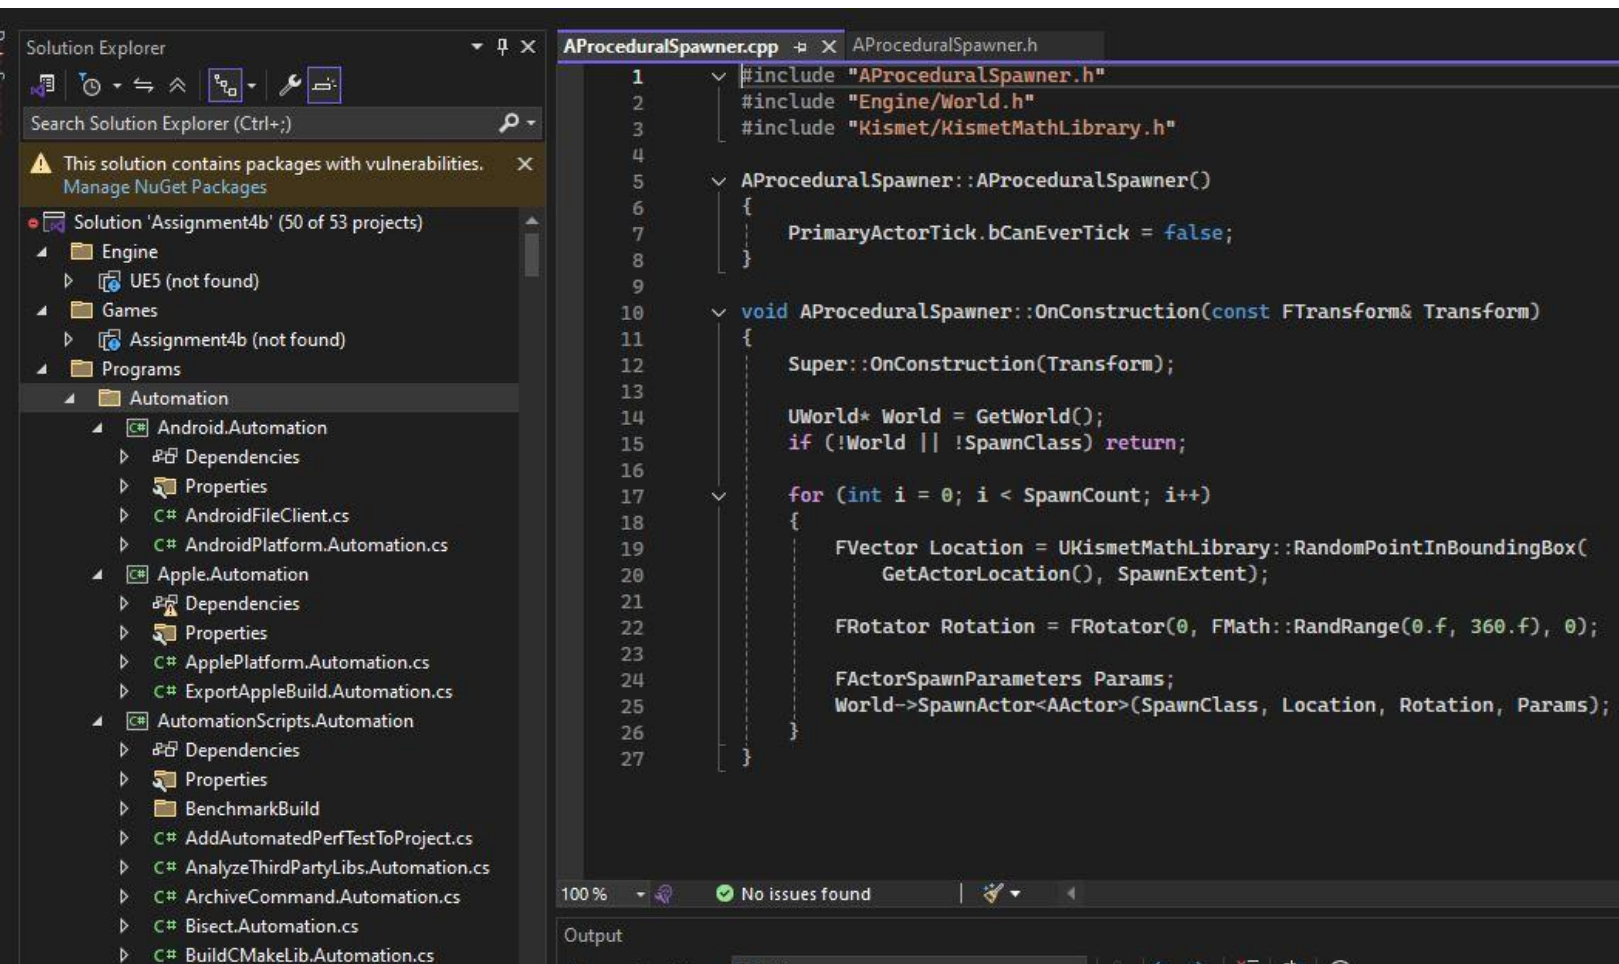 Solution Explorer
Search Solution Explorer (Ctrl+;)
This solution contains packages with vulnerabilities.
Manage NuGet Packages
Solution 'Assignment4b' (50 of 53 projects)
Engine
UE5 (not found)
Games
Assignment4b (not found)
Programs
Automation
C# Android.Automation
Dependencies
Properties
C# AndroidFileClient.cs
C# AndroidPlatform.Automation.cs
C# Apple.Automation
Dependencies
Properties
C# ApplePlatform.Automation.cs
C# ExportAppleBuild.Automation.cs
C# AutomationScripts.Automation
Dependencies
Properties
BenchmarkBuild
C# AddAutomatedPerfTestToProject.cs
C# AnalyzeThirdPartyLibs.Automation.cs
C# ArchiveCommand.Automation.cs
C# Bisect.Automation.cs
C# BuildCMakeLib.Automation.cs
AProceduralSpawner.cpp AProceduralSpawner.h
1 #include "AProceduralSpawner.h"
2 #include "Engine/World.h"
3 #include "Kismet/KismetMathLibrary.h"
4
5 AProceduralSpawner::AProceduralSpawner()
6 {
7 PrimaryActorTick.bCanEverTick = false;
8 }
9
10 void AProceduralSpawner::OnConstruction(const FTransform& Transform)
11 {
12 Super::OnConstruction(Transform);
13
14 UWorld* World = GetWorld();
15 if (!World || !SpawnClass) return;
16
17 for (int i = 0; i < SpawnCount; i++)
18 {
19 FVector Location = UKismetMathLibrary::RandomPointInBoundingBox(
20 GetActorLocation(), SpawnExtent);
21
22 FRotator Rotation = FRotator(0, FMath::RandRange(0.f, 360.f), 0);
23
24 FActorSpawnParameters Params;
25 World->SpawnActor<AActor>(SpawnClass, Location, Rotation, Params);
26 }
27 }
100 % No issues found
Output